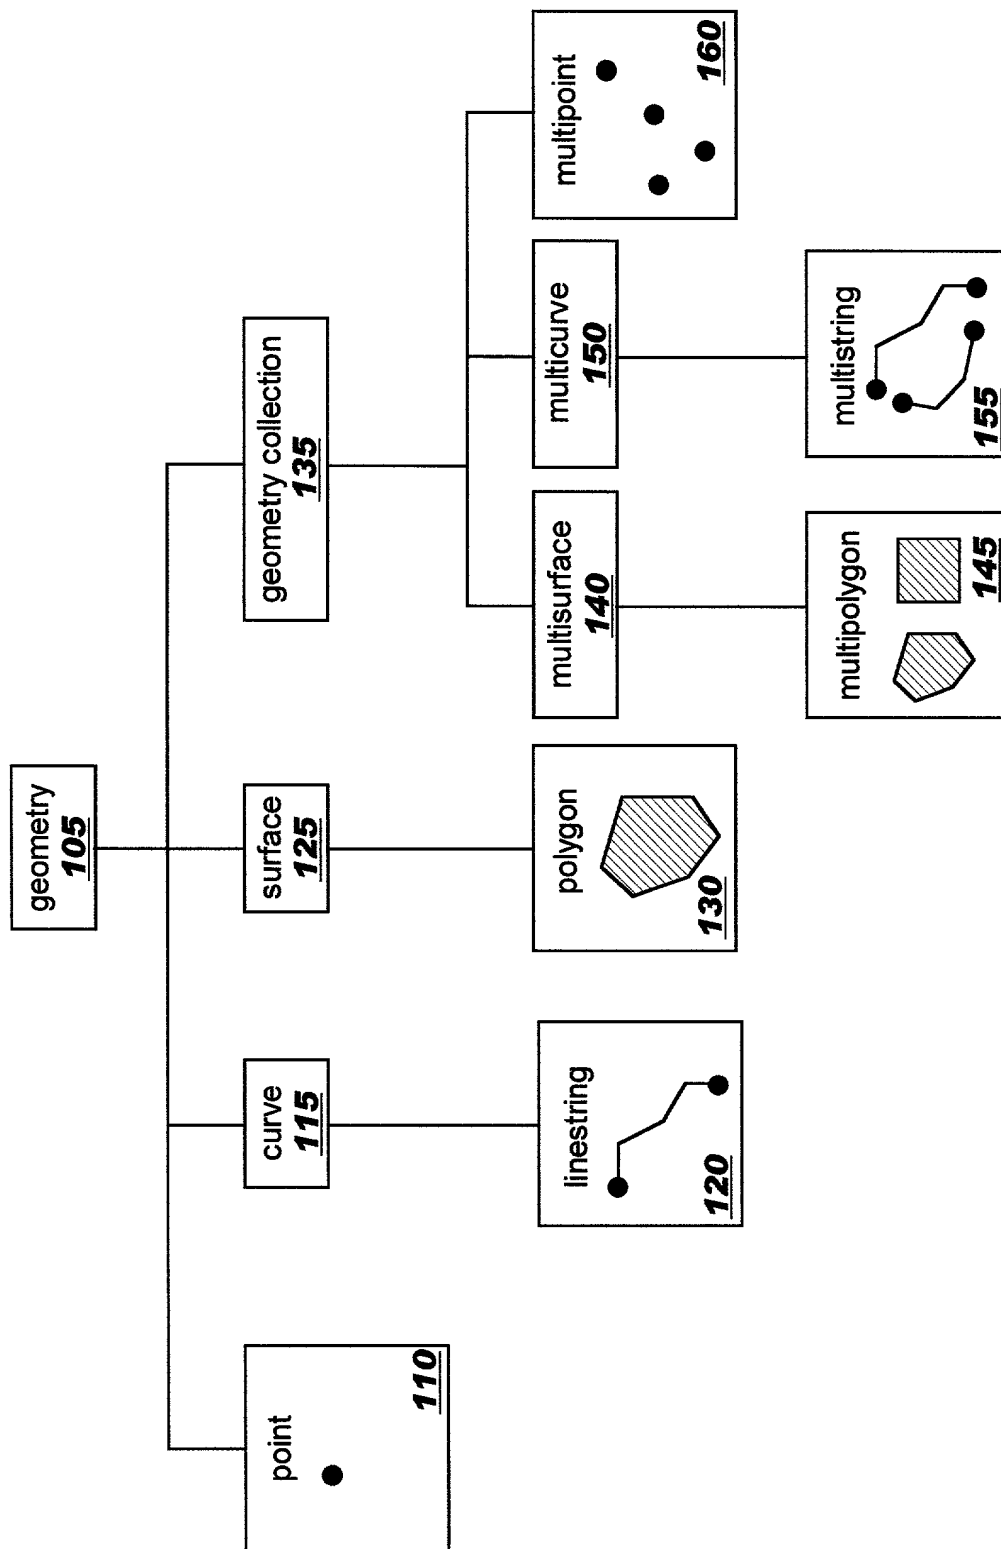 geometry
105
point
110
curve
115
surface
125
geometry collection
135
linestring
120
polygon
130
multisurface
140
multicurve
150
multipoint
160
multipolygon
145
multistring
155